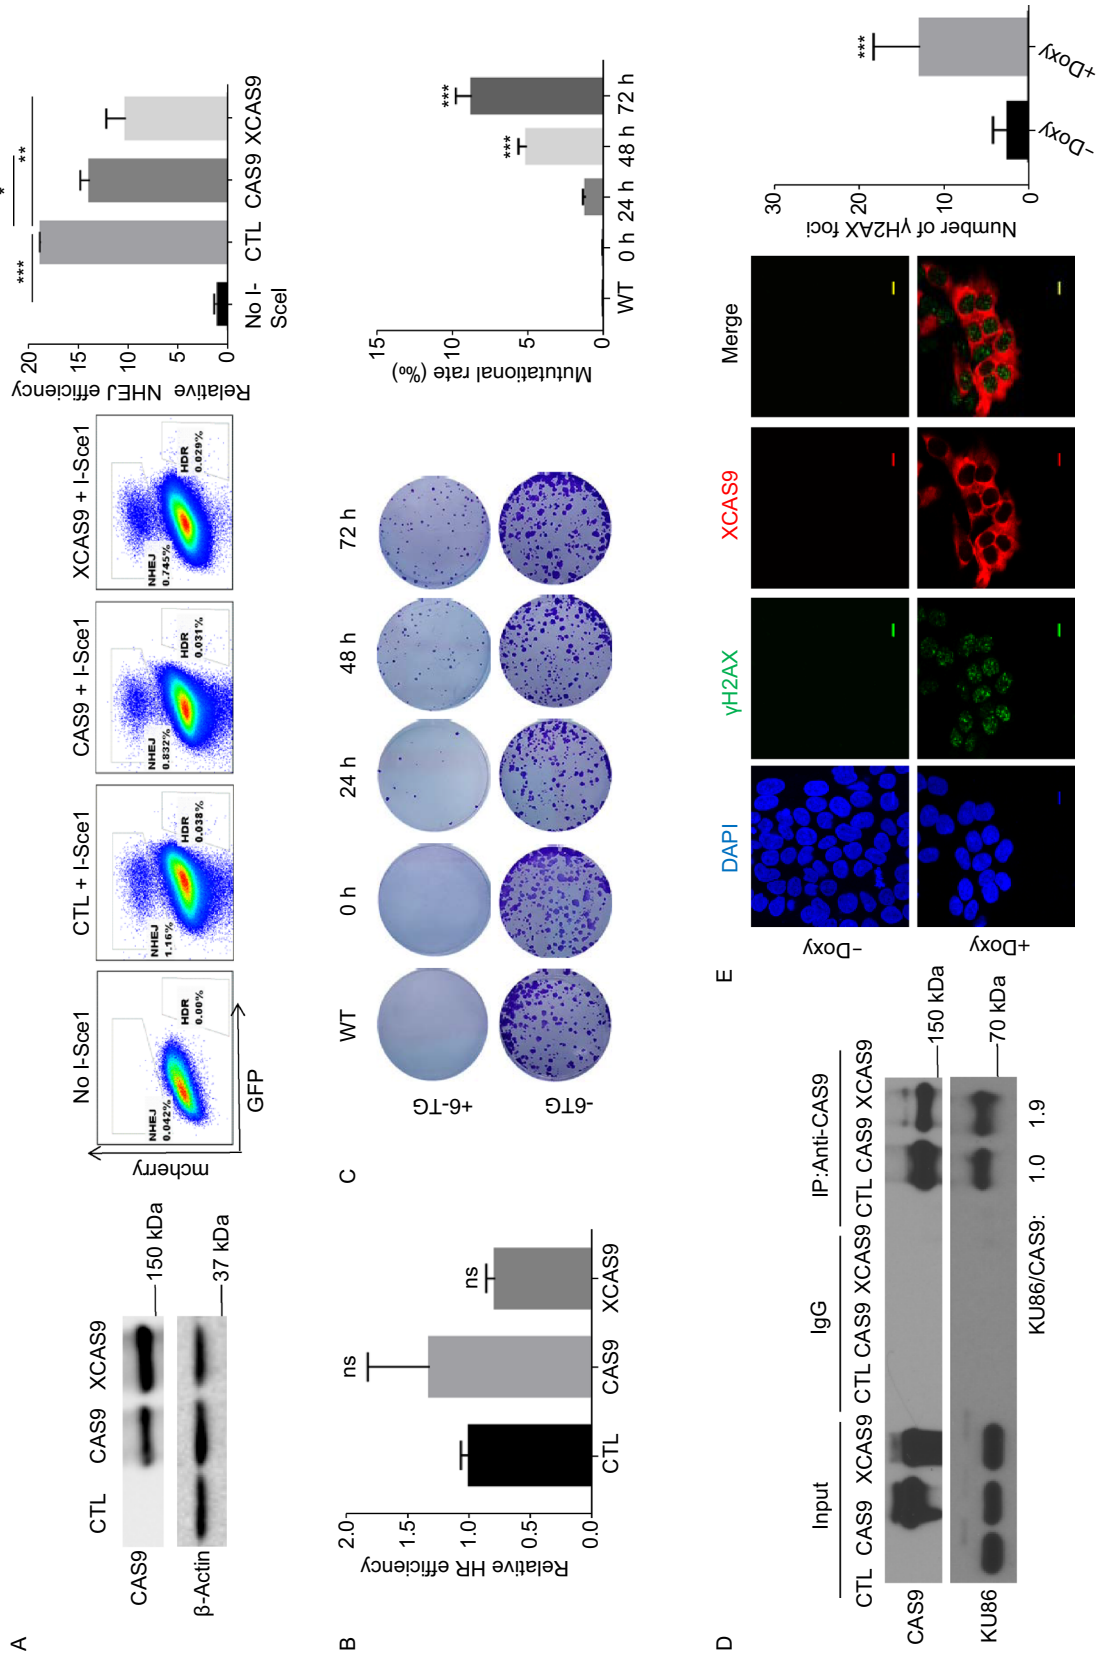 A
CTL CAS9 XCAS9
CAS9
150 kDa
β-Actin
37 kDa
No I-Sce1
CTL + I-Sce1
CAS9 + I-Sce1
XCAS9 + I-Sce1
NHEJ
0.042%
HDR
0.00%
NHEJ
1.16%
HDR
0.038%
NHEJ
0.832%
HDR
0.031%
NHEJ
0.745%
HDR
0.029%
mcherry
GFP
Relative NHEJ efficiency
20
15
10
5
0
***
*
**
No I-
SceI
CTL
CAS9
XCAS9
B
Relative HR efficiency
2.0
1.5
1.0
0.5
0.0
ns
ns
CTL
CAS9
XCAS9
C
WT
0 h
24 h
48 h
72 h
+6-TG
-6TG
Mututational rate (‰)
15
10
5
0
***
***
WT
0 h
24 h
48 h
72 h
D
Input
IgG
IP:Anti-CAS9
CTL CAS9 XCAS9 CTL CAS9 XCAS9 CTL CAS9 XCAS9
CAS9
150 kDa
KU86
70 kDa
KU86/CAS9: 1.0 1.9
E
DAPI
γH2AX
XCAS9
Merge
−Doxy
+Doxy
Number of γH2AX foci
30
20
10
0
***
−Doxy
+Doxy